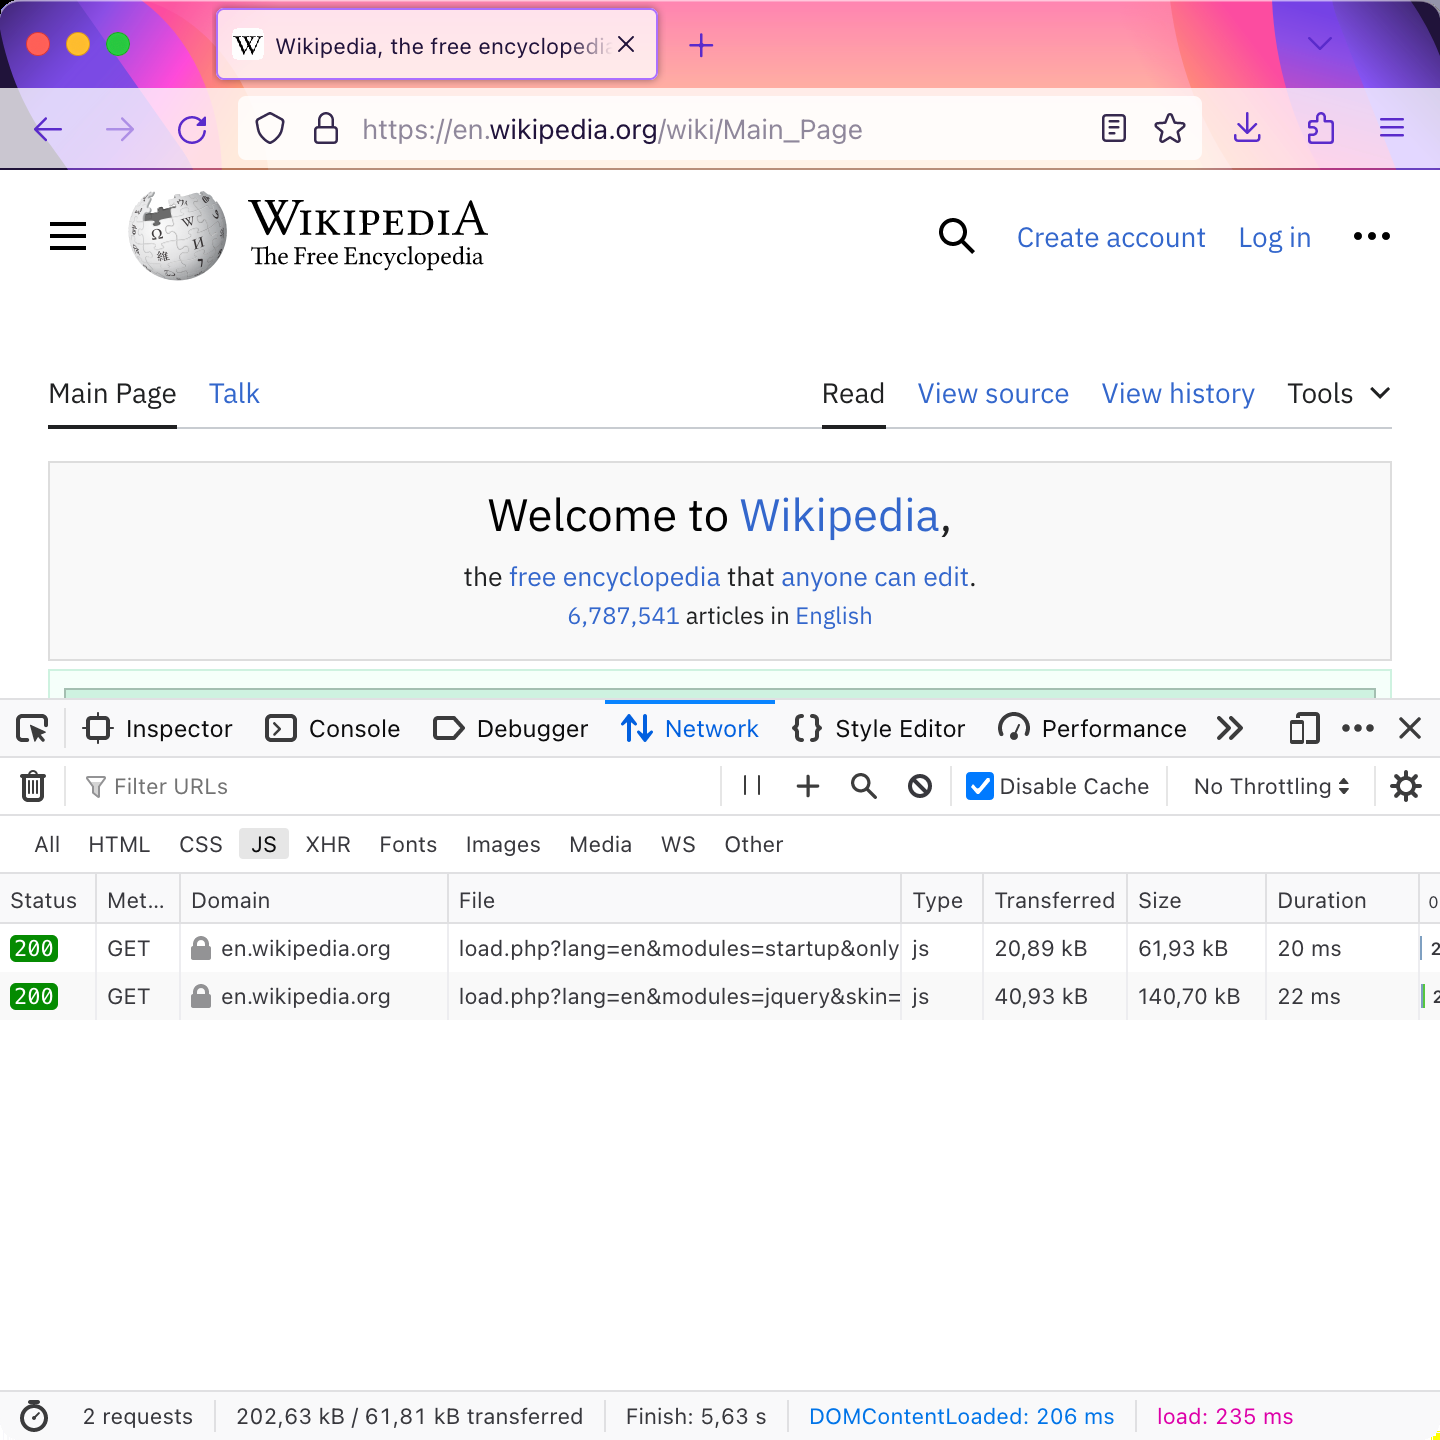 Wikipedia, the free encyclopedia
https://en.wikipedia.org/wiki/Main_Page
WIKIPEDIA
The Free Encyclopedia
Create account Log in
Main Page Talk Read View source View history Tools
Welcome to Wikipedia,
the free encyclopedia that anyone can edit.
6,787,541 articles in English
Inspector Console Debugger Network Style Editor Performance
Filter URLs Disable Cache No Throttling
All HTML CSS JS XHR Fonts Images Media WS Other
Status Met... Domain File Type Transferred Size Duration 0
200 GET en.wikipedia.org load.php?lang=en&modules=startup&only js 20,89 kB 61,93 kB 20 ms 2
200 GET en.wikipedia.org load.php?lang=en&modules=jquery&skin= js 40,93 kB 140,70 kB 22 ms 2
2 requests 202,63 kB / 61,81 kB transferred Finish: 5,63 s DOMContentLoaded: 206 ms load: 235 ms